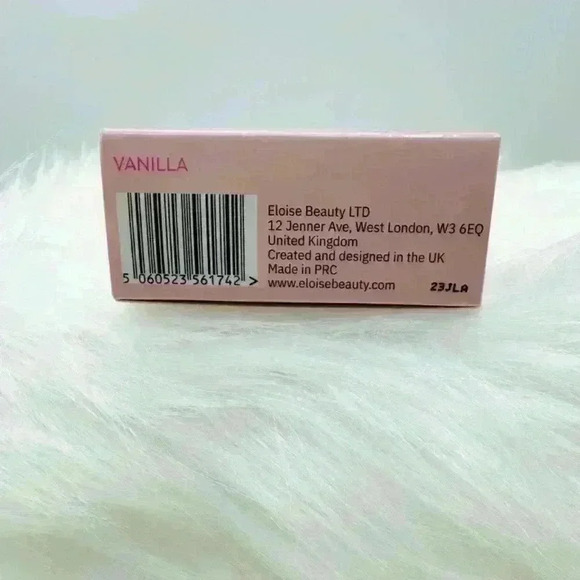 VANILLA
Eloise Beauty LTD
12 Jenner Ave, West London, W3 6EQ
United Kingdom
Created and designed in the UK
Made in PRC
www.eloisebeauty.com
5 060523 561742 >
23JLA